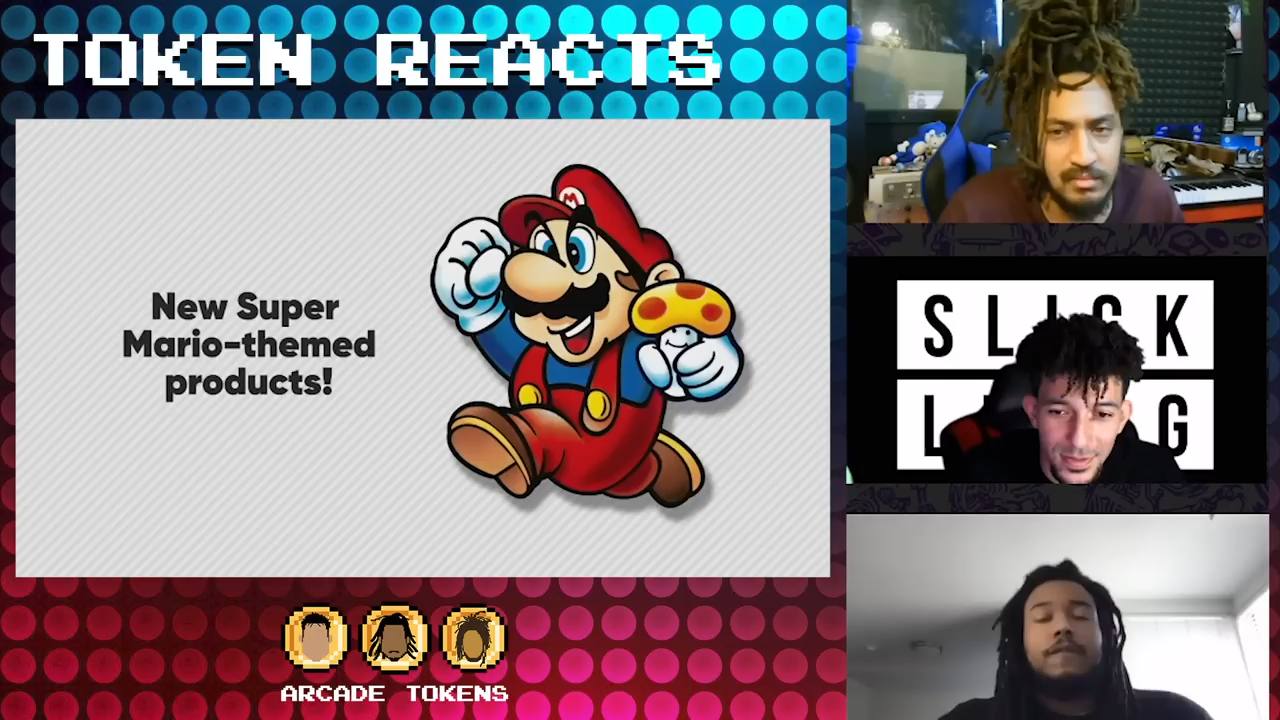 TOKEN REACTS
New Super
Mario-themed
products!
M
S L I C K
L G
ARCADE TOKENS